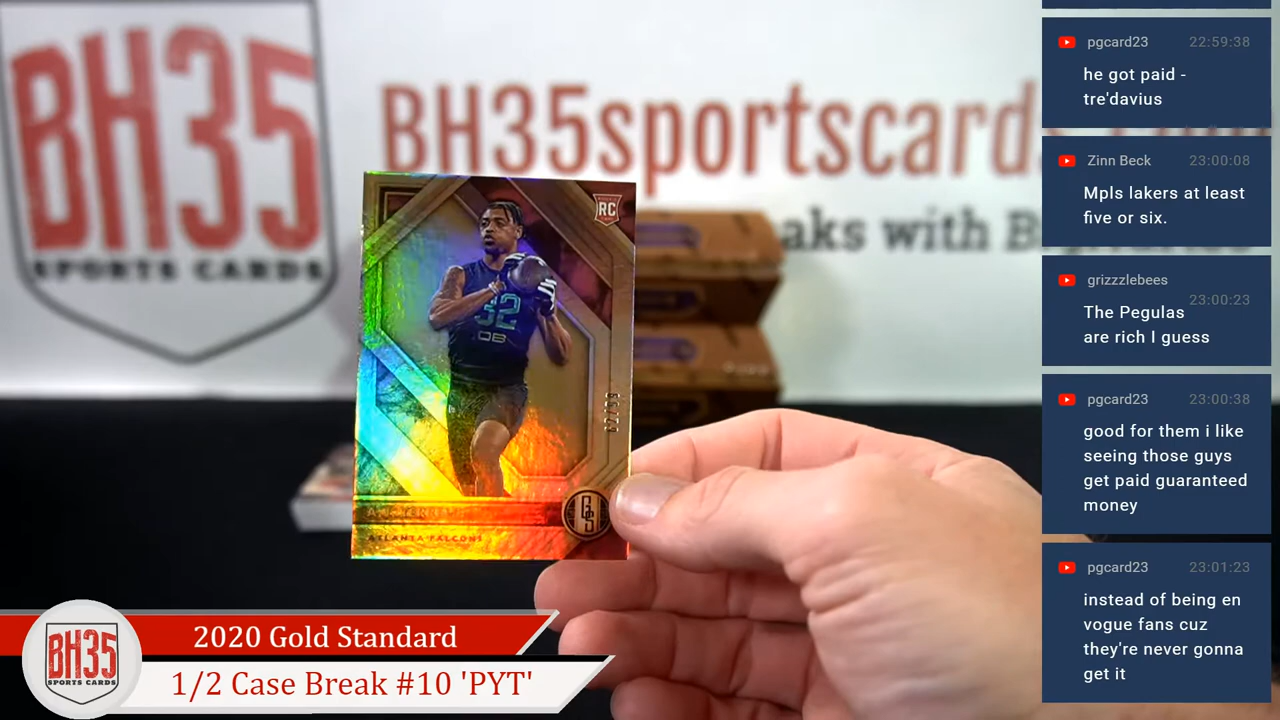 BH35
SPORTS CARDS
BH35sportscard
aks with B
RC
32
DB
GS
ATLANTA FALCONS
2020 Gold Standard
1/2 Case Break #10 'PYT'
BH35
SPORTS CARDS
pgcard23 22:59:38
he got paid -
tre'davius
Zinn Beck 23:00:08
Mpls lakers at least
five or six.
grizzzlebees
23:00:23
The Pegulas
are rich I guess
pgcard23 23:00:38
good for them i like
seeing those guys
get paid guaranteed
money
pgcard23 23:01:23
instead of being en
vogue fans cuz
they're never gonna
get it